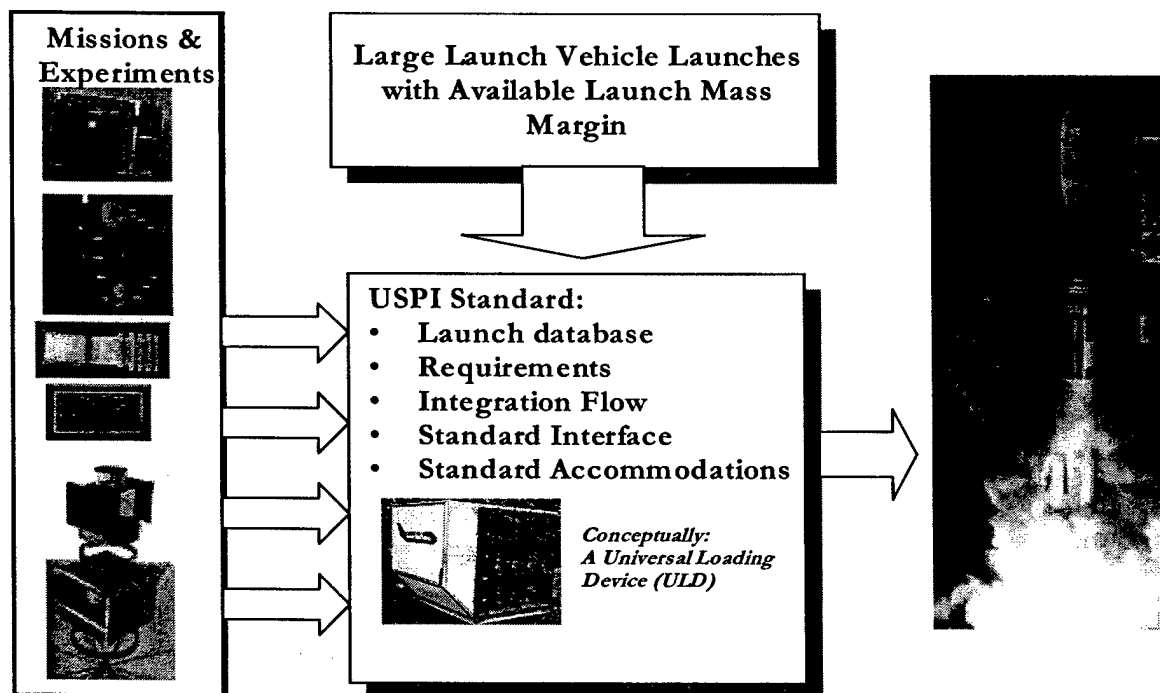 Missions &
Experiments
Large Launch Vehicle Launches
with Available Launch Mass
Margin
USPI Standard:
• Launch database
• Requirements
• Integration Flow
• Standard Interface
• Standard Accommodations
Conceptually:
A Universal Loading
Device (ULD)